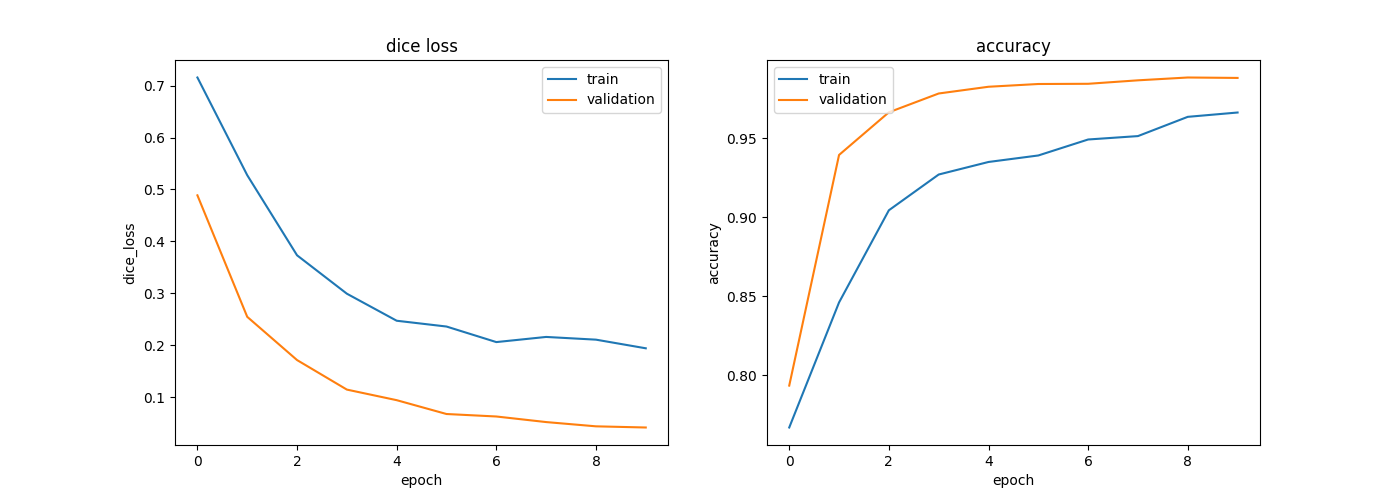 dice loss
dice_loss
0.7
0.6
0.5
0.4
0.3
0.2
0.1
train
validation
0 2 4 6 8
epoch
accuracy
accuracy
0.95
0.90
0.85
0.80
train
validation
0 2 4 6 8
epoch